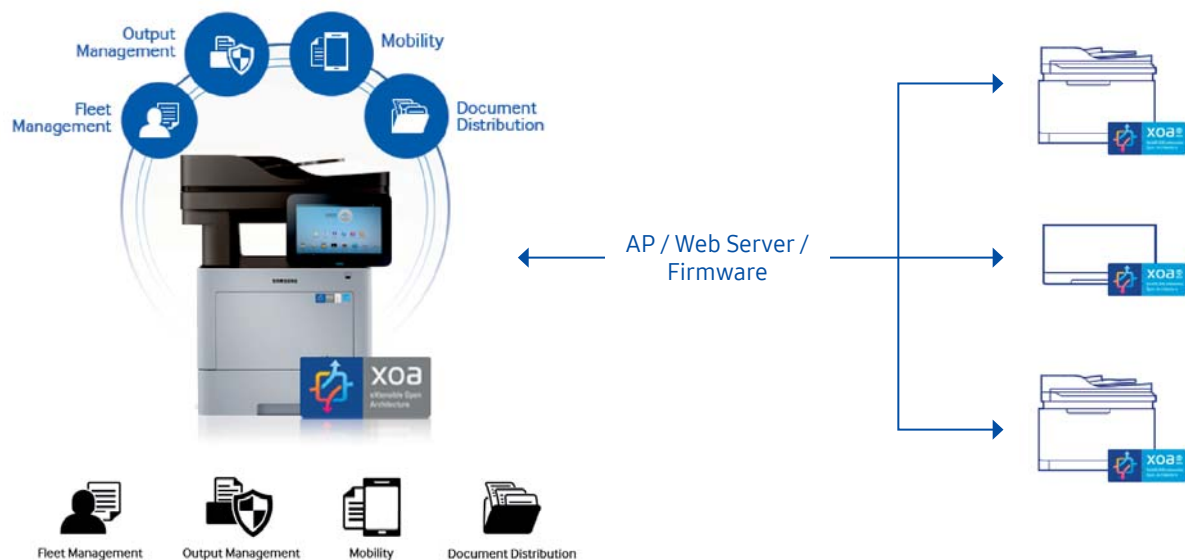 Output
Management
Mobility
Fleet
Management
Document
Distribution
SAMSUNG
xoa
eXtensible Open
Architecture
AP / Web Server /
Firmware
xoa
xoa
xoa
Fleet Management
Output Management
Mobility
Document Distribution